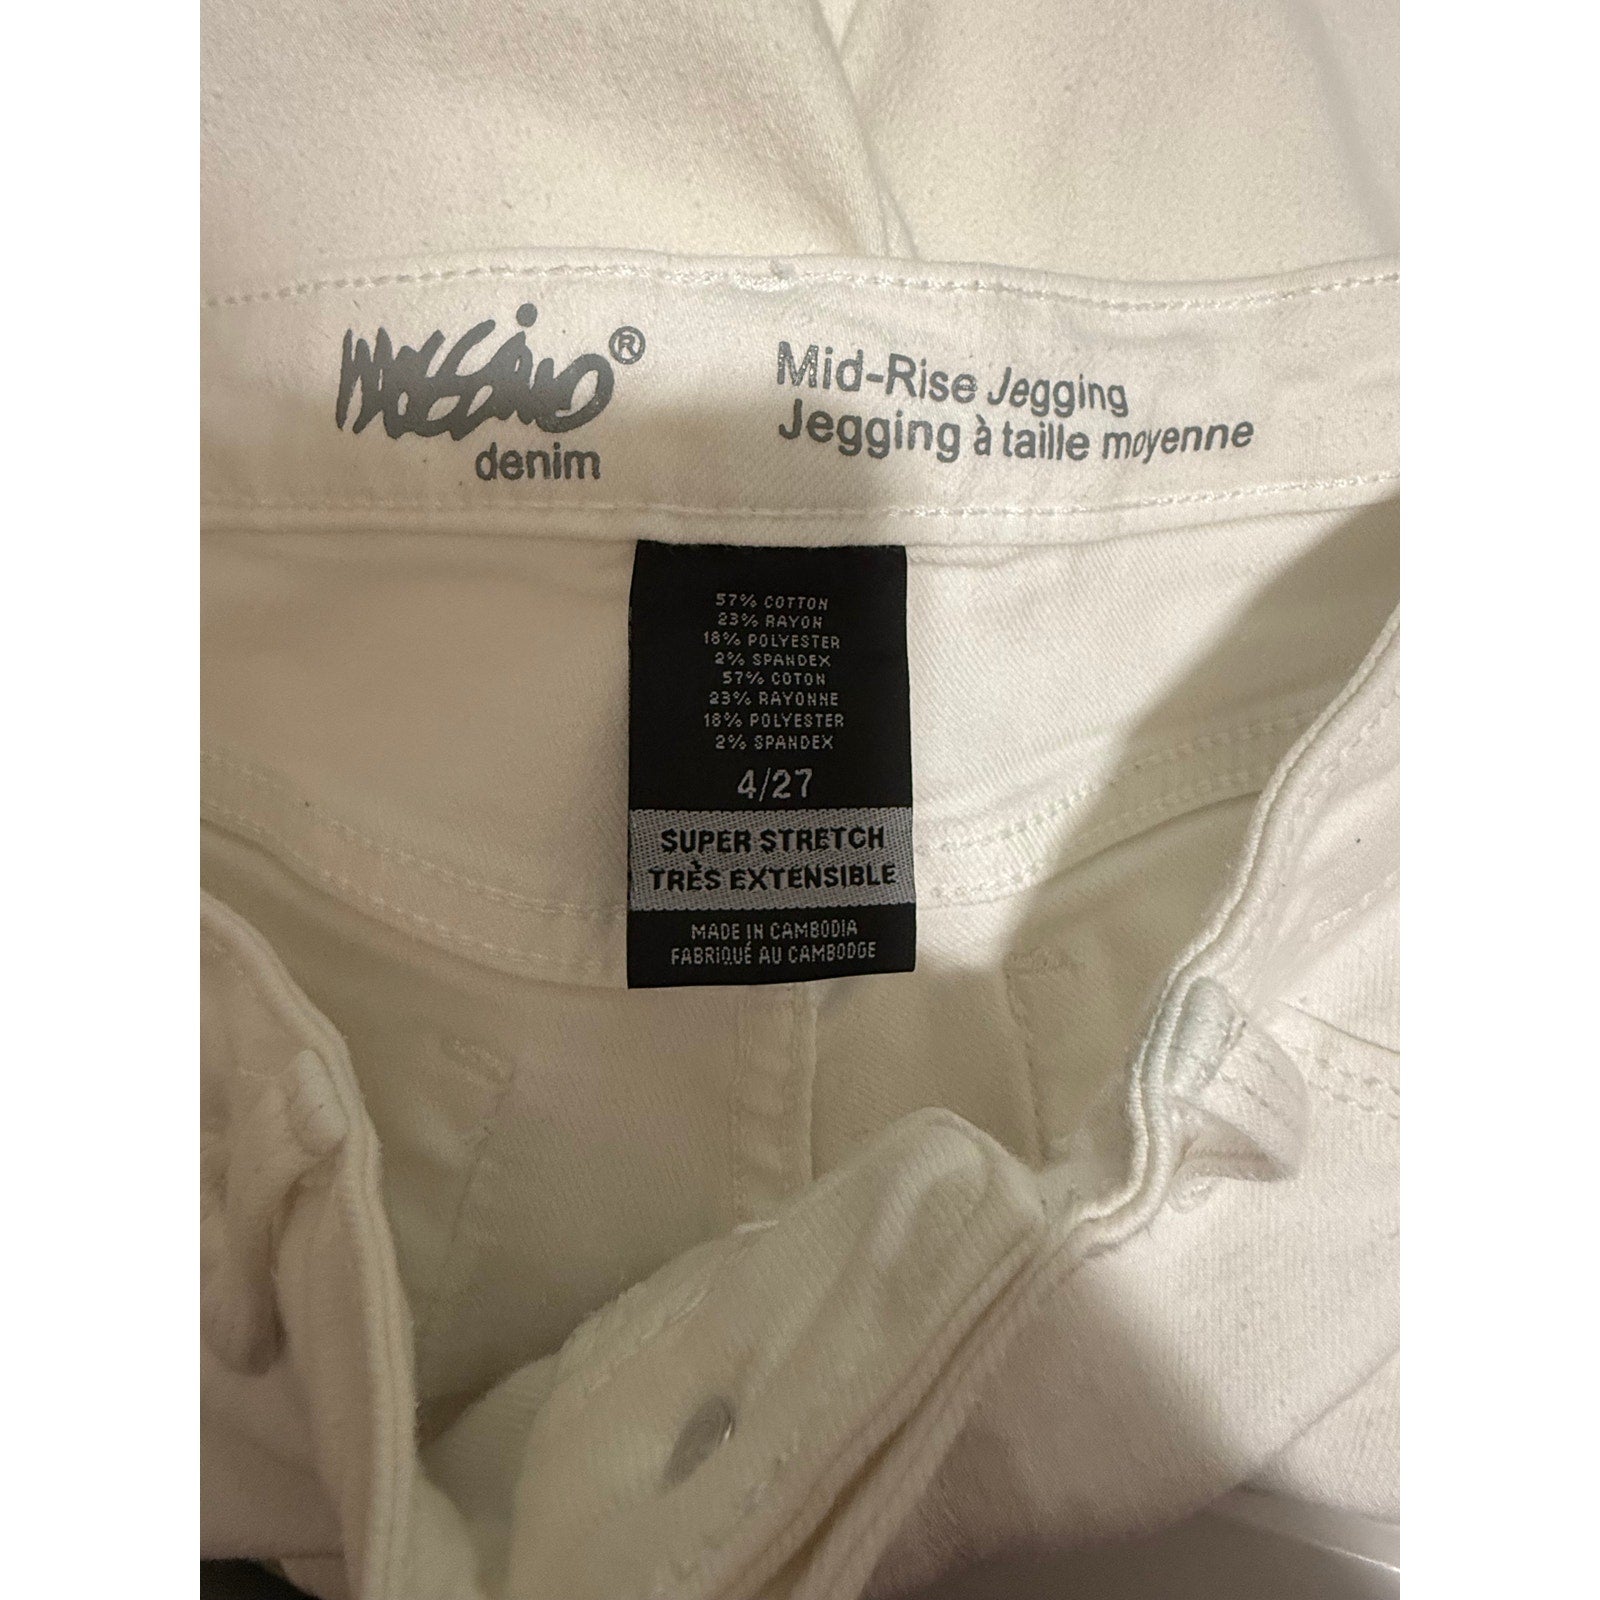 MOSSIMO®
denim
Mid-Rise Jegging
Jegging à taille moyenne
57% COTTON
23% RAYON
18% POLYESTER
2% SPANDEX
57% COTON
23% RAYONNE
18% POLYESTER
2% SPANDEX
4/27
SUPER STRETCH
TRÈS EXTENSIBLE
MADE IN CAMBODIA
FABRIQUÉ AU CAMBODGE